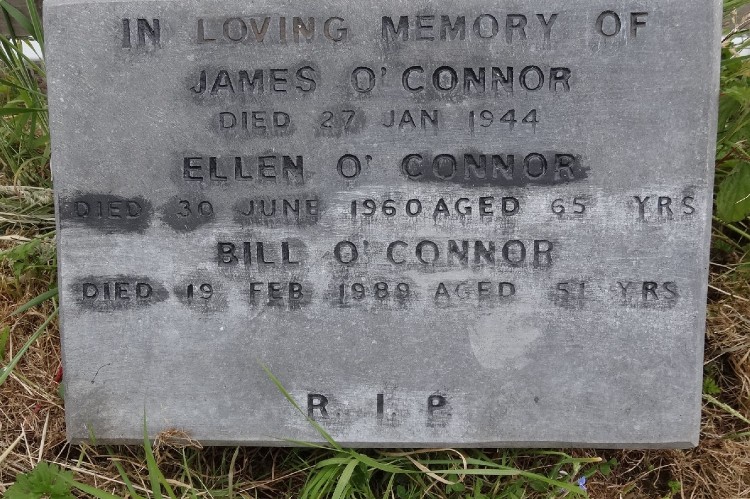 IN LOVING MEMORY OF
JAMES O'CONNOR
DIED 27 JAN 1944
ELLEN O'CONNOR
DIED 30 JUNE 1960 AGED 65 YRS
BILL O'CONNOR
DIED 19 FEB 1989 AGED 51 YRS
R. I. P